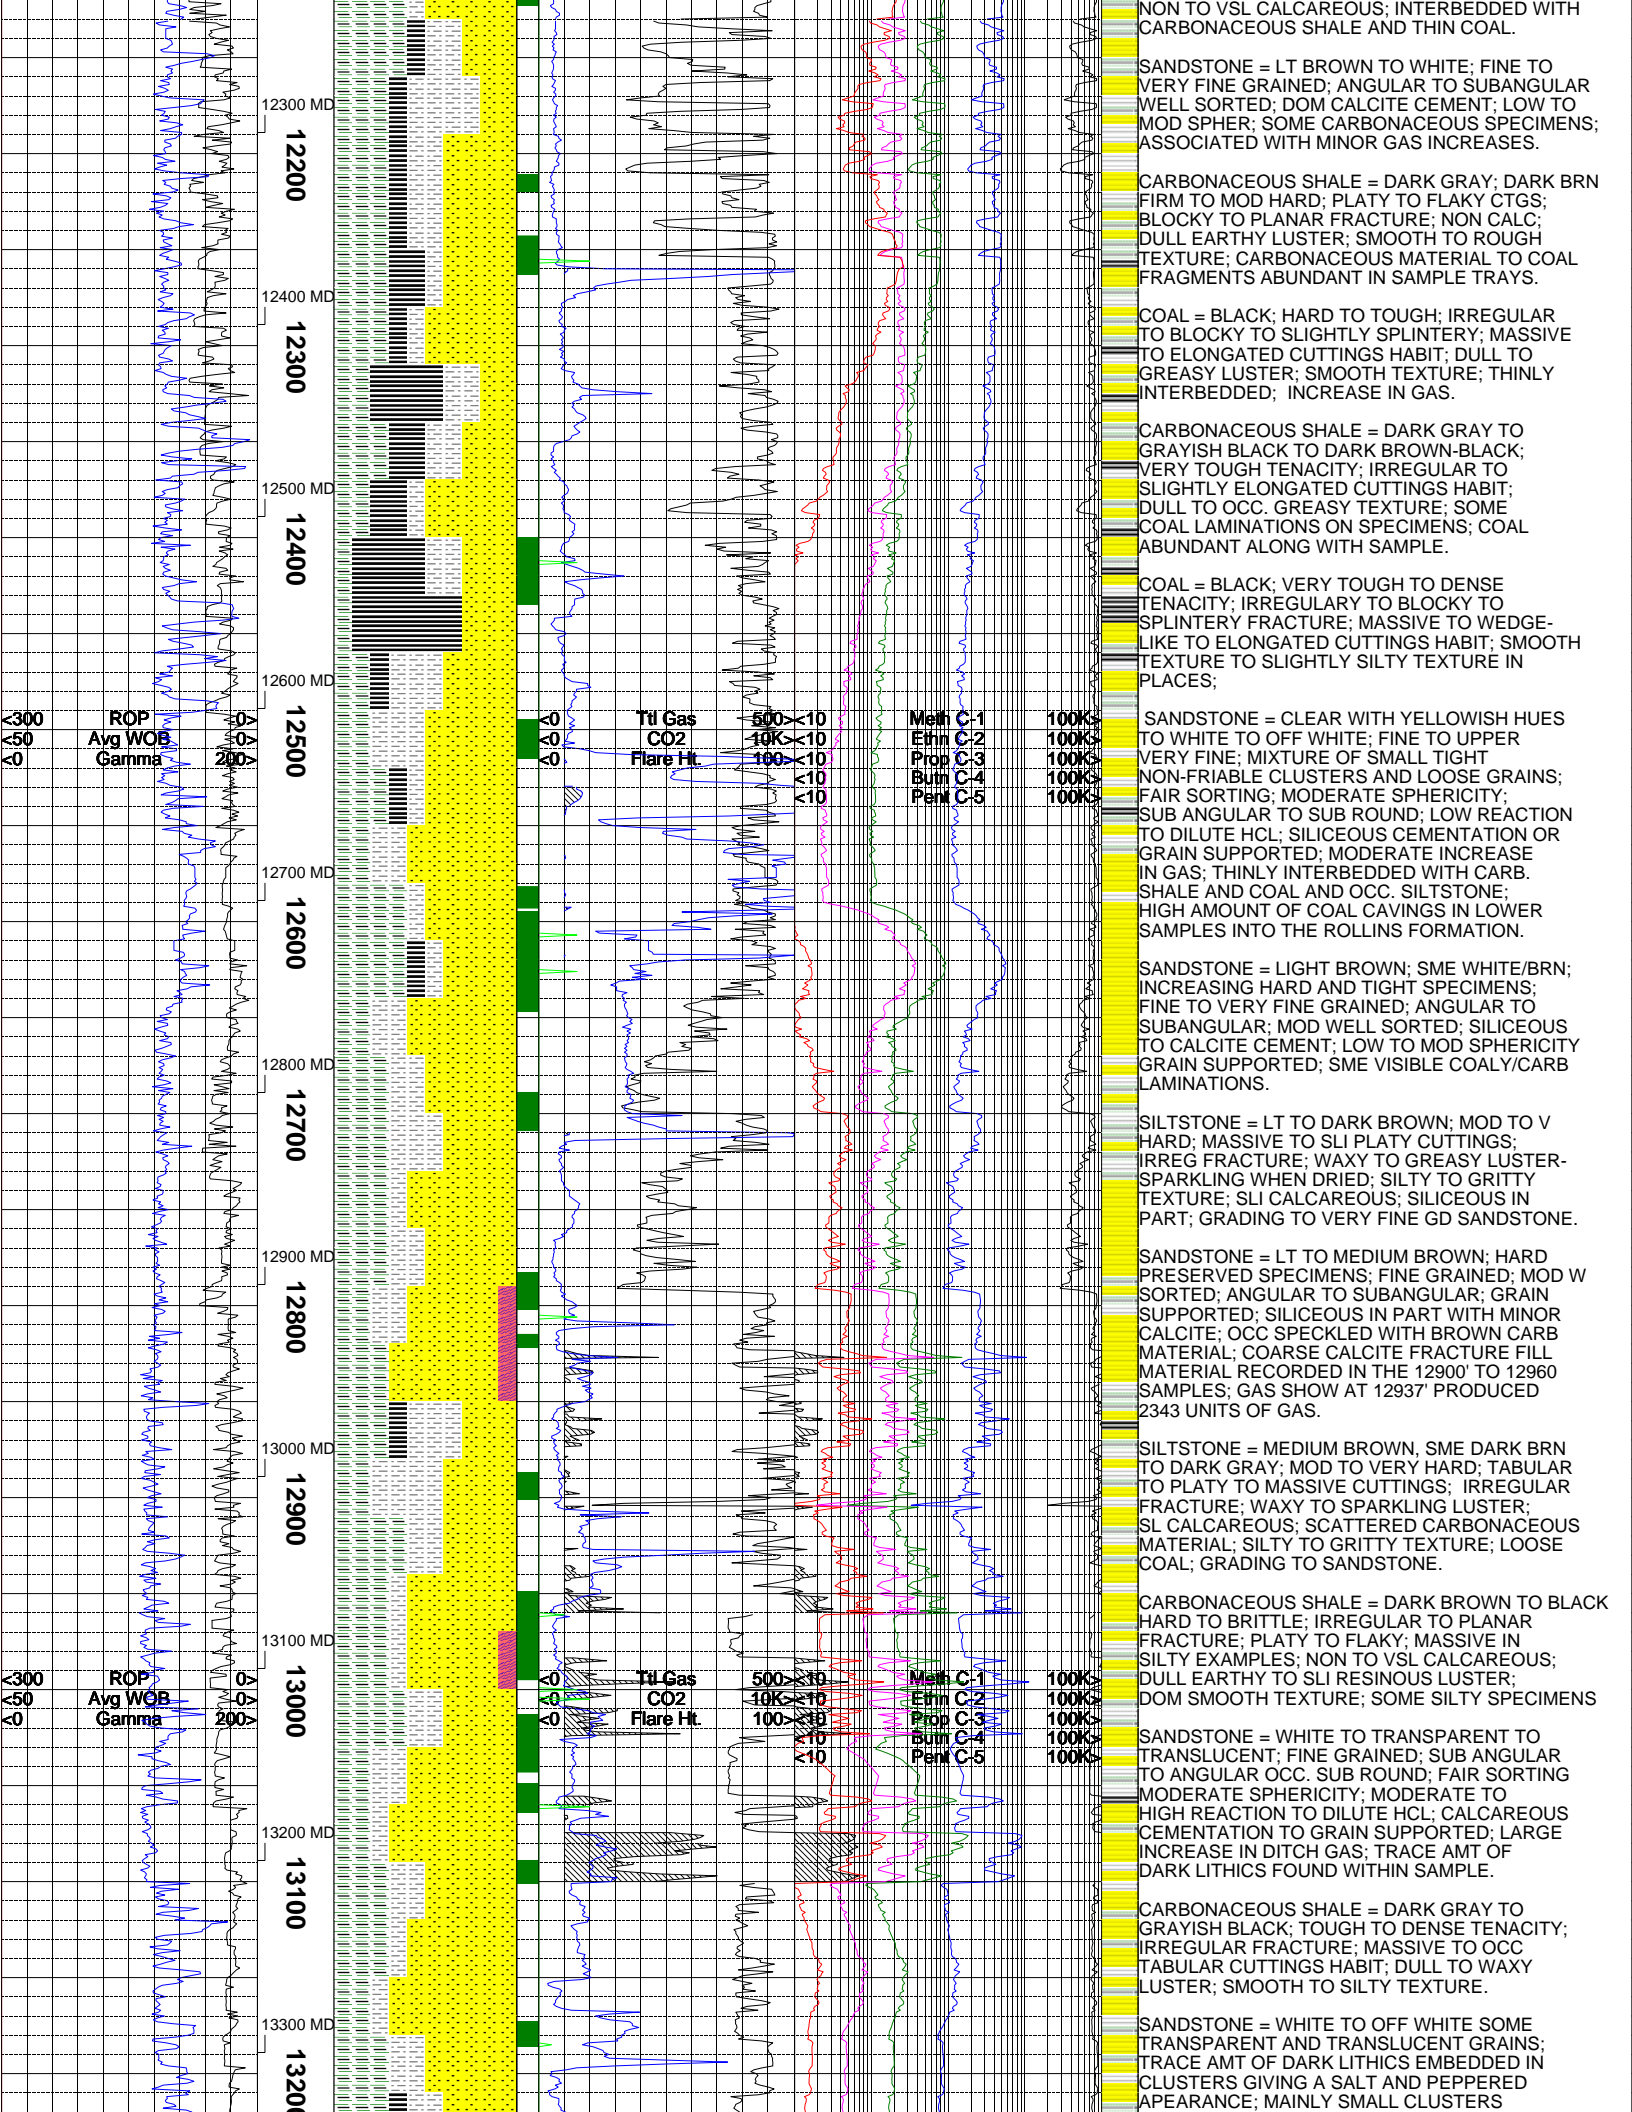 NON TO VSL CALCAREOUS; INTERBEDDED WITH
CARBONACEOUS SHALE AND THIN COAL.
SANDSTONE = LT BROWN TO WHITE; FINE TO
VERY FINE GRAINED; ANGULAR TO SUBANGULAR
WELL SORTED; DOM CALCITE CEMENT; LOW TO
MOD SPHER; SOME CARBONACEOUS SPECIMENS;
ASSOCIATED WITH MINOR GAS INCREASES.
CARBONACEOUS SHALE = DARK GRAY; DARK BRN
FIRM TO MOD HARD; PLATY TO FLAKY CTGS;
BLOCKY TO PLANAR FRACTURE; NON CALC;
DULL EARTHY LUSTER; SMOOTH TO ROUGH
TEXTURE; CARBONACEOUS MATERIAL TO COAL
FRAGMENTS ABUNDANT IN SAMPLE TRAYS.
COAL = BLACK; HARD TO TOUGH; IRREGULAR
TO BLOCKY TO SLIGHTLY SPLINTERY; MASSIVE
TO ELONGATED CUTTINGS HABIT; DULL TO
GREASY LUSTER; SMOOTH TEXTURE; THINLY
INTERBEDDED;  INCREASE IN GAS.
CARBONACEOUS SHALE = DARK GRAY TO
GRAYISH BLACK TO DARK BROWN-BLACK;
VERY TOUGH TENACITY; IRREGULAR TO
SLIGHTLY ELONGATED CUTTINGS HABIT;
DULL TO OCC. GREASY TEXTURE; SOME
COAL LAMINATIONS ON SPECIMENS; COAL
ABUNDANT ALONG WITH SAMPLE.
COAL = BLACK; VERY TOUGH TO DENSE
TENACITY; IRREGULARY TO BLOCKY TO
SPLINTERY FRACTURE; MASSIVE TO WEDGE-
LIKE TO ELONGATED CUTTINGS HABIT; SMOOTH
TEXTURE TO SLIGHTLY SILTY TEXTURE IN
PLACES;
SANDSTONE = CLEAR WITH YELLOWISH HUES
TO WHITE TO OFF WHITE; FINE TO UPPER
VERY FINE; MIXTURE OF SMALL TIGHT
NON-FRIABLE CLUSTERS AND LOOSE GRAINS;
FAIR SORTING; MODERATE SPHERICITY;
SUB ANGULAR TO SUB ROUND; LOW REACTION
TO DILUTE HCL; SILICEOUS CEMENTATION OR
GRAIN SUPPORTED; MODERATE INCREASE
IN GAS; THINLY INTERBEDDED WITH CARB.
SHALE AND COAL AND OCC. SILTSTONE;
HIGH AMOUNT OF COAL CAVINGS IN LOWER
SAMPLES INTO THE ROLLINS FORMATION.
SANDSTONE = LIGHT BROWN; SME WHITE/BRN;
INCREASING HARD AND TIGHT SPECIMENS;
FINE TO VERY FINE GRAINED; ANGULAR TO
SUBANGULAR; MOD WELL SORTED; SILICEOUS
TO CALCITE CEMENT; LOW TO MOD SPHERICITY
GRAIN SUPPORTED; SME VISIBLE COALY/CARB
LAMINATIONS.
SILTSTONE = LT TO DARK BROWN; MOD TO V
HARD; MASSIVE TO SLI PLATY CUTTINGS;
IRREG FRACTURE; WAXY TO GREASY LUSTER-
SPARKLING WHEN DRIED; SILTY TO GRITTY
TEXTURE; SLI CALCAREOUS; SILICEOUS IN
PART; GRADING TO VERY FINE GD SANDSTONE.
SANDSTONE = LT TO MEDIUM BROWN; HARD
PRESERVED SPECIMENS; FINE GRAINED; MOD W
SORTED; ANGULAR TO SUBANGULAR; GRAIN
SUPPORTED; SILICEOUS IN PART WITH MINOR
CALCITE; OCC SPECKLED WITH BROWN CARB
MATERIAL; COARSE CALCITE FRACTURE FILL
MATERIAL RECORDED IN THE 12900' TO 12960
SAMPLES; GAS SHOW AT 12937' PRODUCED
2343 UNITS OF GAS.
SILTSTONE = MEDIUM BROWN, SME DARK BRN
TO DARK GRAY; MOD TO VERY HARD; TABULAR
TO PLATY TO MASSIVE CUTTINGS;  IRREGULAR
FRACTURE; WAXY TO SPARKLING LUSTER;
SL CALCAREOUS; SCATTERED CARBONACEOUS
MATERIAL; SILTY TO GRITTY TEXTURE; LOOSE
COAL; GRADING TO SANDSTONE.
CARBONACEOUS SHALE = DARK BROWN TO BLACK
HARD TO BRITTLE; IRREGULAR TO PLANAR
FRACTURE; PLATY TO FLAKY; MASSIVE IN
SILTY EXAMPLES; NON TO VSL CALCAREOUS;
DULL EARTHY TO SLI RESINOUS LUSTER;
DOM SMOOTH TEXTURE; SOME SILTY SPECIMENS
SANDSTONE = WHITE TO TRANSPARENT TO
TRANSLUCENT; FINE GRAINED; SUB ANGULAR
TO ANGULAR OCC. SUB ROUND; FAIR SORTING
MODERATE SPHERICITY; MODERATE TO
HIGH REACTION TO DILUTE HCL; CALCAREOUS
CEMENTATION TO GRAIN SUPPORTED; LARGE
INCREASE IN DITCH GAS; TRACE AMT OF
DARK LITHICS FOUND WITHIN SAMPLE.
CARBONACEOUS SHALE = DARK GRAY TO
GRAYISH BLACK; TOUGH TO DENSE TENACITY;
IRREGULAR FRACTURE; MASSIVE TO OCC
TABULAR CUTTINGS HABIT; DULL TO WAXY
LUSTER; SMOOTH TO SILTY TEXTURE.
SANDSTONE = WHITE TO OFF WHITE SOME
TRANSPARENT AND TRANSLUCENT GRAINS;
TRACE AMT OF DARK LITHICS EMBEDDED IN
CLUSTERS GIVING A SALT AND PEPPERED
APEARANCE; MAINLY SMALL CLUSTERS
12300 MD
12200
12400 MD
12300
12500 MD
12400
12600 MD
<300 ROP 0> <0 Ttl Gas 500> <10 Meth C-1 100K>
<50 Avg WOB 0> <0 CO2 10K> <10 Ethn C-2 100K>
<0 Gamma 200> <0 Flare Ht. 100> <10 Prop C-3 100K>
<10 Butn C-4 100K>
<10 Pent C-5 100K>
12500
12700 MD
12600
12800 MD
12700
12900 MD
12800
13000 MD
12900
13100 MD
<300 ROP 0> <0 Ttl Gas 500> <10 Meth C-1 100K>
<50 Avg WOB 0> <0 CO2 10K> <10 Ethn C-2 100K>
<0 Gamma 200> <0 Flare Ht. 100> <10 Prop C-3 100K>
<10 Butn C-4 100K>
<10 Pent C-5 100K>
13000
13200 MD
13100
13300 MD
13200